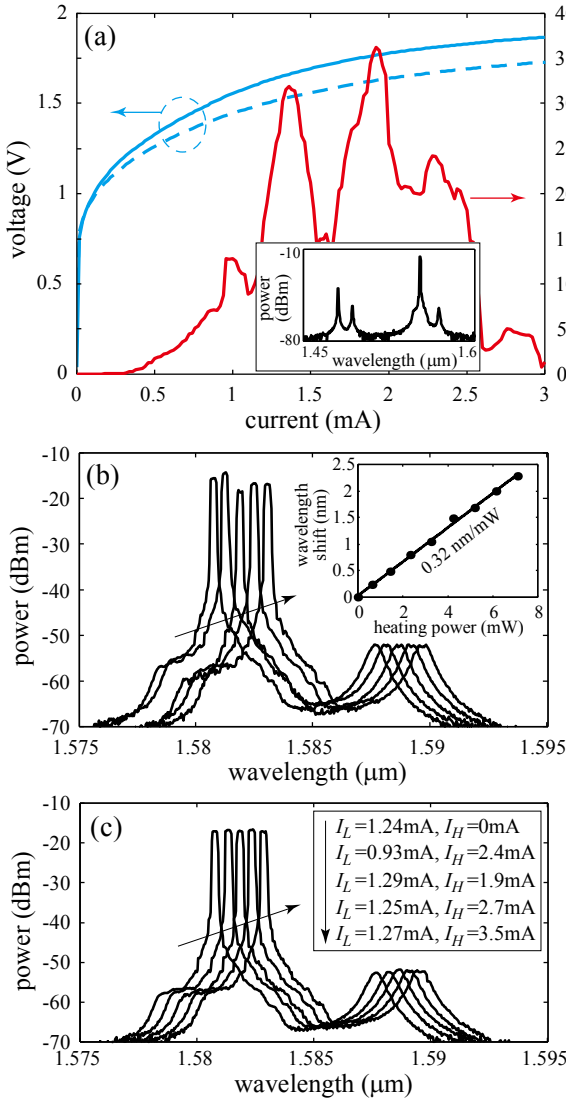 (a)
voltage (V)
2
1.5
1
0.5
0
4
3
3
2
2
1
10
5
0
0
0.5
1
1.5
2
2.5
3
current (mA)
power
(dBm)
-10
-80
1.45
1.6
wavelength (μm)
(b)
power (dBm)
-10
-20
-30
-40
-50
-60
-70
1.575
1.58
1.585
1.59
1.595
wavelength (μm)
wavelength
shift (nm)
2.5
2
1.5
1
0.5
0
0
2
4
6
8
heating power (mW)
0.32 nm/mW
(c)
power (dBm)
-10
-20
-30
-40
-50
-60
-70
1.575
1.58
1.585
1.59
1.595
wavelength (μm)
I_L=1.24mA, I_H=0mA
I_L=0.93mA, I_H=2.4mA
I_L=1.29mA, I_H=1.9mA
I_L=1.25mA, I_H=2.7mA
I_L=1.27mA, I_H=3.5mA